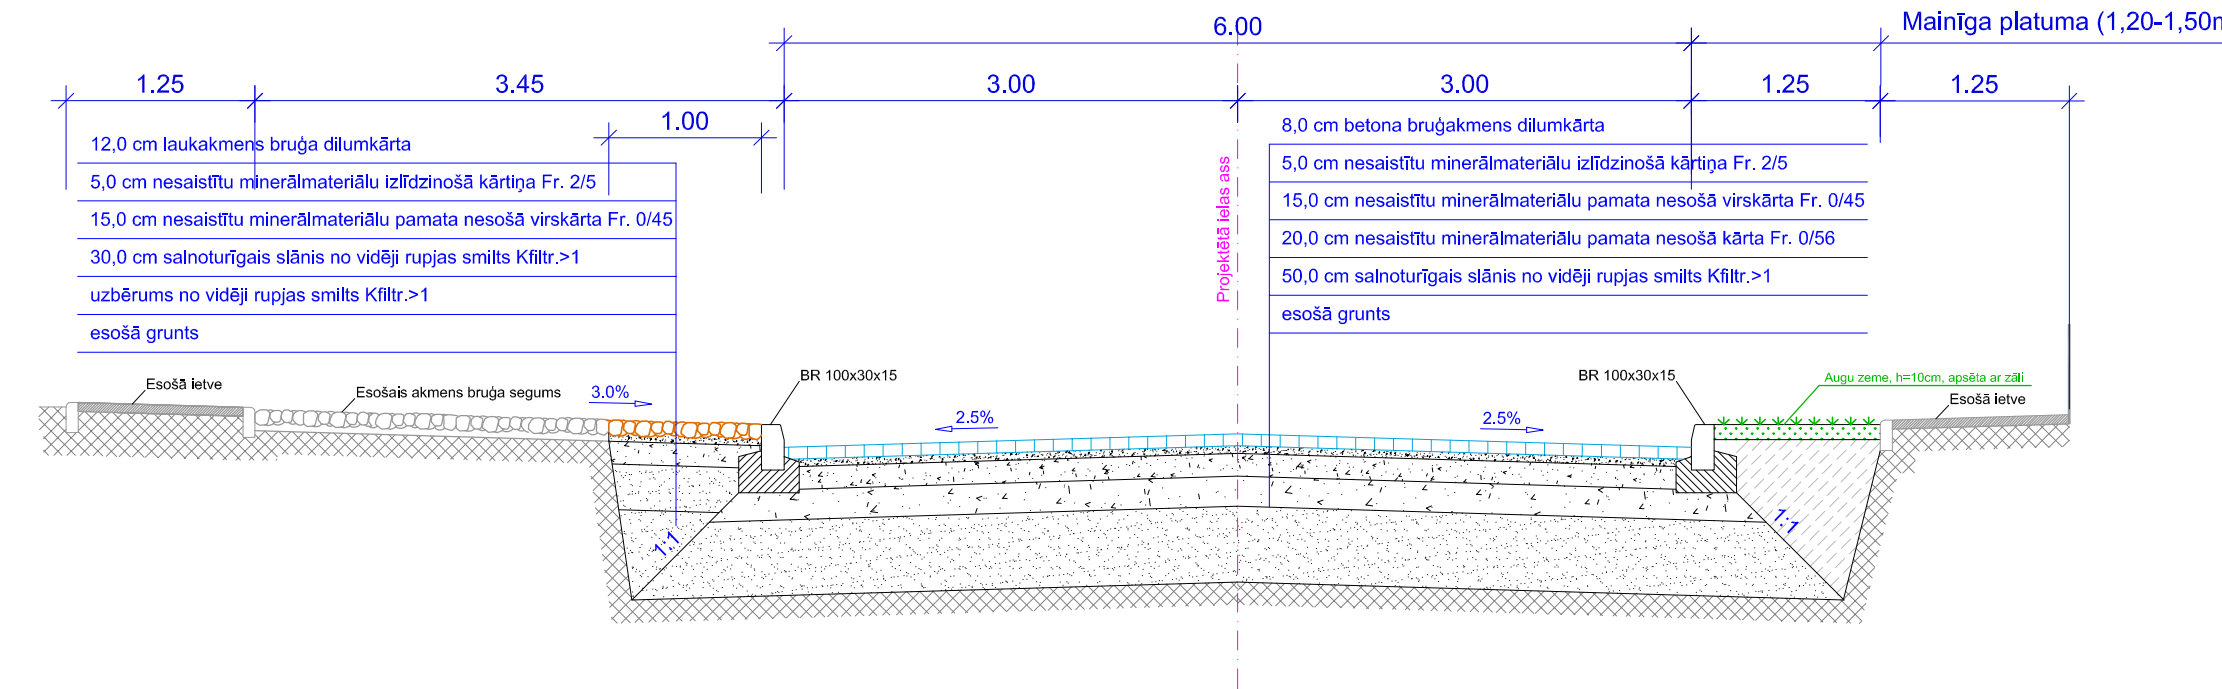 6.00
Mainīga platuma (1,20-1,50m
1.25
3.45
3.00
3.00
1.25
1.25
1.00
12,0 cm laukakmens bruģa dilumkārta
5,0 cm nesaistītu minerālmateriālu izlīdzinošā kārtiņa Fr. 2/5
15,0 cm nesaistītu minerālmateriālu pamata nesošā virskārta Fr. 0/45
30,0 cm salnoturīgais slānis no vidēji rupjas smilts Kfiltr.>1
uzbērums no vidēji rupjas smilts Kfiltr.>1
esošā grunts
Projektētā ielas ass
8,0 cm betona bruģakmens dilumkārta
5,0 cm nesaistītu minerālmateriālu izlīdzinošā kārtiņa Fr. 2/5
15,0 cm nesaistītu minerālmateriālu pamata nesošā virskārta Fr. 0/45
20,0 cm nesaistītu minerālmateriālu pamata nesošā kārta Fr. 0/56
50,0 cm salnoturīgais slānis no vidēji rupjas smilts Kfiltr.>1
esošā grunts
Esošā ietve
Esošais akmens bruģa segums
3.0%
BR 100x30x15
2.5%
2.5%
BR 100x30x15
Augu zeme, h=10cm, apsēta ar zāli
Esošā ietve
1:1
1:1